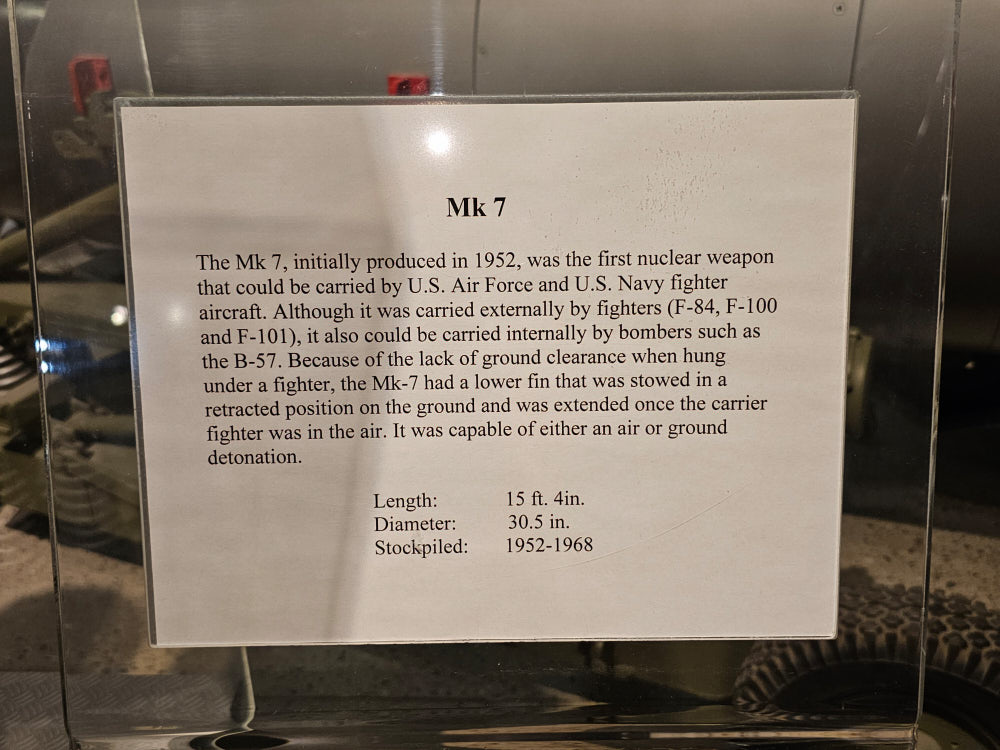 Mk 7
The Mk 7, initially produced in 1952, was the first nuclear weapon
that could be carried by U.S. Air Force and U.S. Navy fighter
aircraft. Although it was carried externally by fighters (F-84, F-100
and F-101), it also could be carried internally by bombers such as
the B-57. Because of the lack of ground clearance when hung
under a fighter, the Mk-7 had a lower fin that was stowed in a
retracted position on the ground and was extended once the carrier
fighter was in the air. It was capable of either an air or ground
detonation.
Length: 15 ft. 4in.
Diameter: 30.5 in.
Stockpiled: 1952-1968